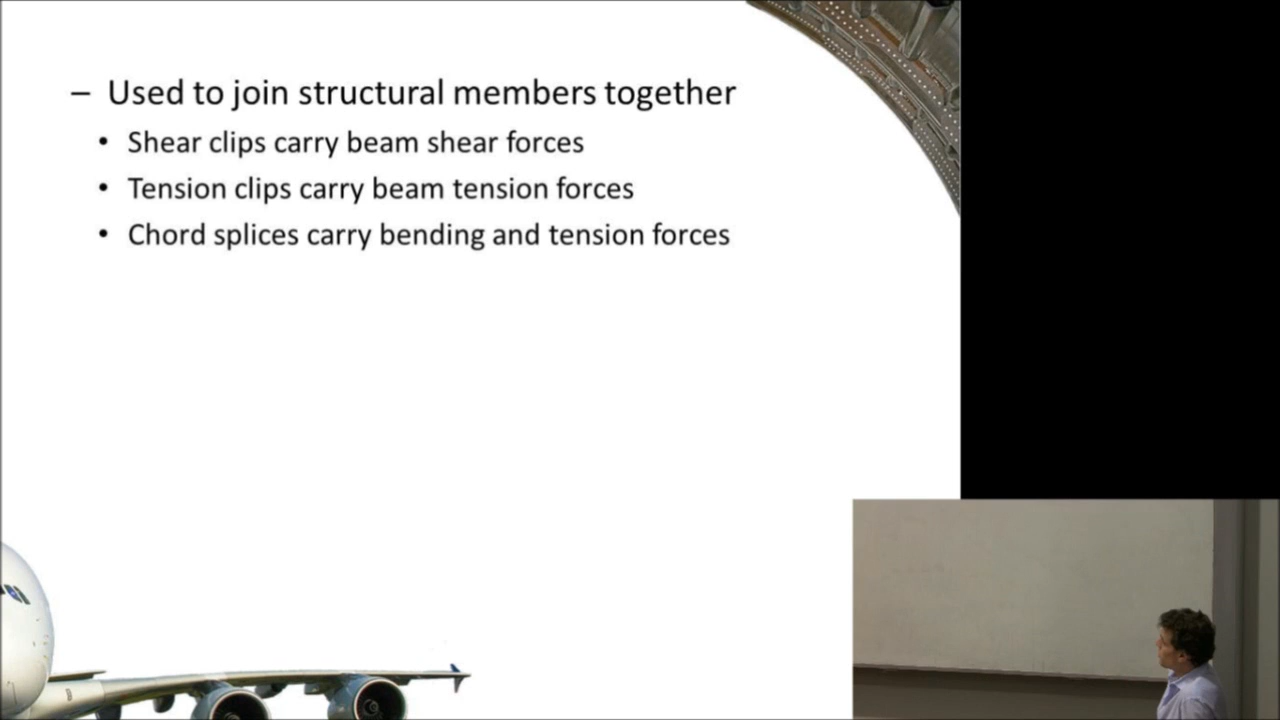 – Used to join structural members together
• Shear clips carry beam shear forces
• Tension clips carry beam tension forces
• Chord splices carry bending and tension forces